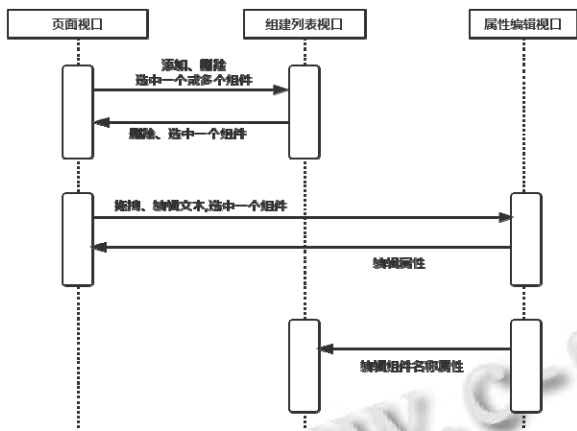 页面视口
组建列表视口
属性编辑视口
添加、删除
选中一个或多个组件
删除、选中一个组件
拖拽、编辑文本,选中一个组件
编辑属性
编辑组件名称属性